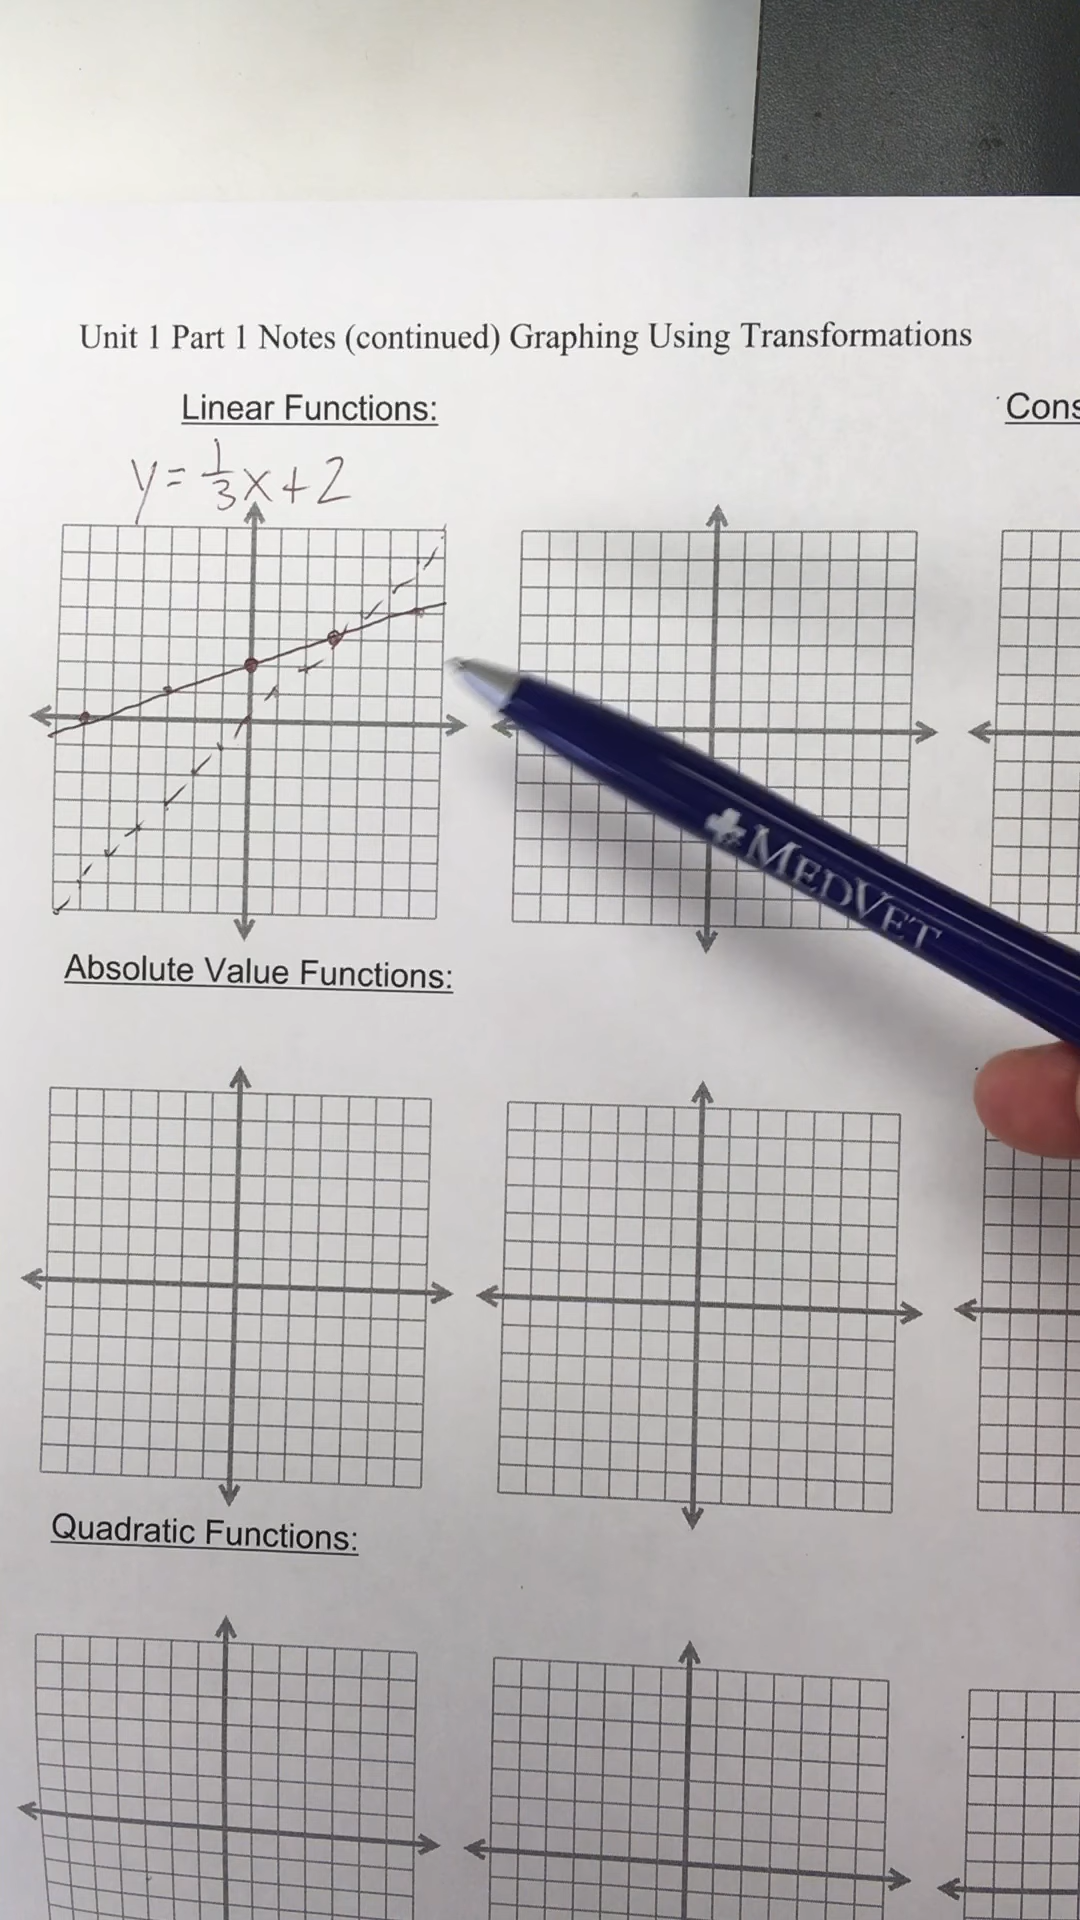 Unit 1 Part 1 Notes (continued) Graphing Using Transformations
Linear Functions:
Cons
y = 1/3 x + 2
MEDVET
Absolute Value Functions:
Quadratic Functions: